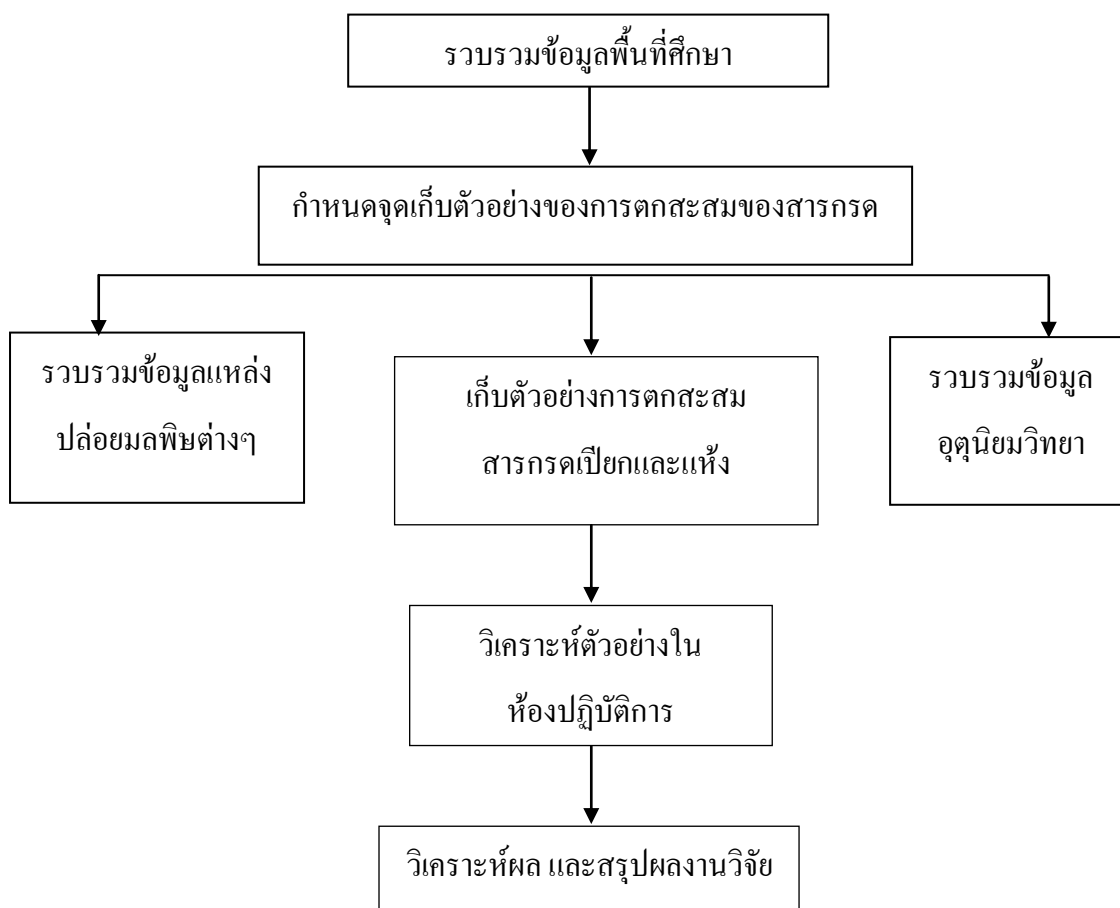 รวบรวมข้อมูลพื้นที่ศึกษา
กำหนดจุดเก็บตัวอย่างของการตกสะสมของสารกรด
รวบรวมข้อมูลแหล่ง
ปล่อยมลพิษต่างๆ
เก็บตัวอย่างการตกสะสม
สารกรดเปียกและแห้ง
รวบรวมข้อมูล
อุตุนิยมวิทยา
วิเคราะห์ตัวอย่างใน
ห้องปฏิบัติการ
วิเคราะห์ผล และสรุปผลงานวิจัย